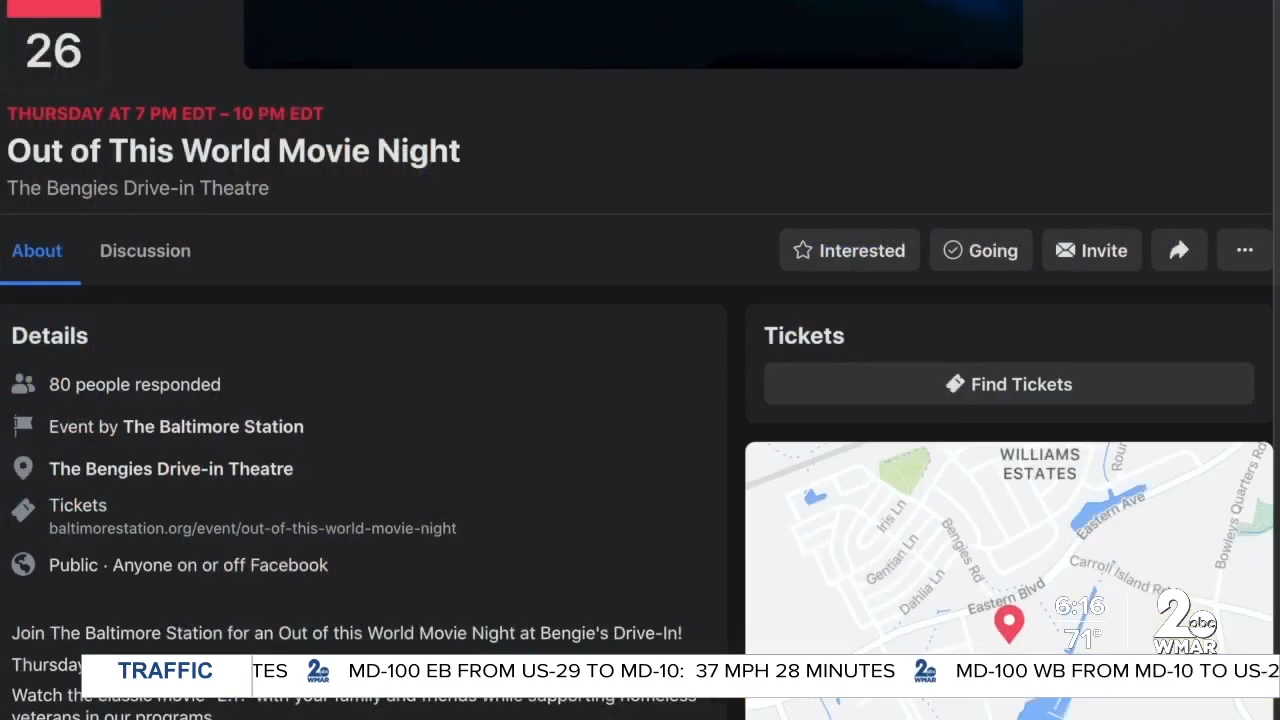 26
THURSDAY AT 7 PM EDT – 10 PM EDT
Out of This World Movie Night
The Bengies Drive-in Theatre
About
Discussion
Interested
Going
Invite
Details
80 people responded
Event by The Baltimore Station
The Bengies Drive-in Theatre
Tickets
baltimorestation.org/event/out-of-this-world-movie-night
Public · Anyone on or off Facebook
Join The Baltimore Station for an Out of this World Movie Night at Bengie's Drive-In!
Thursday
Watch the classic movie "E.T." with your family and friends while supporting homeless
veterans in our programs.
Tickets
Find Tickets
WILLIAMS
ESTATES
Iris Ln
Gentian Ln
Dahlia Ln
Bengies Rd
Eastern Ave
Eastern Blvd
Carroll Island Rd
Bowleys Quarters Rd
6:16
71°
2 abc
WMAR
TRAFFIC
TES 2 WMAR MD-100 EB FROM US-29 TO MD-10: 37 MPH 28 MINUTES 2 WMAR MD-100 WB FROM MD-10 TO US-2